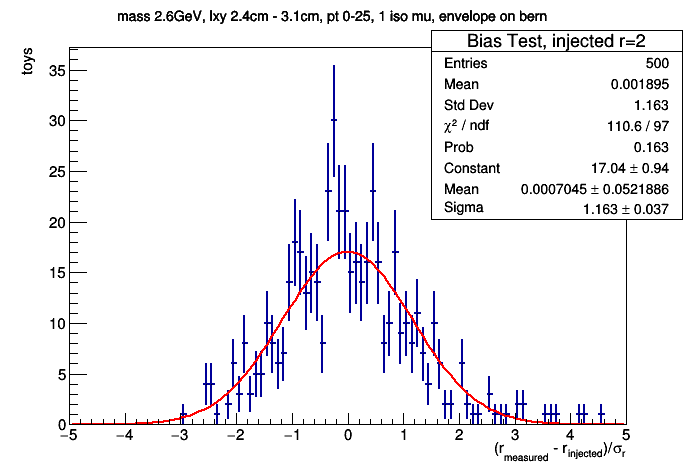 mass 2.6GeV, lxy 2.4cm - 3.1cm, pt 0-25, 1 iso mu, envelope on bern
Bias Test, injected r=2
Entries 500
Mean 0.001895
Std Dev 1.163
χ² / ndf 110.6 / 97
Prob 0.163
Constant 17.04 ± 0.94
Mean 0.0007045 ± 0.0521886
Sigma 1.163 ± 0.037
toys
35
30
25
20
15
10
5
0
−5 −4 −3 −2 −1 0 1 2 3 4 5
(r_measured - r_injected)/σ_r